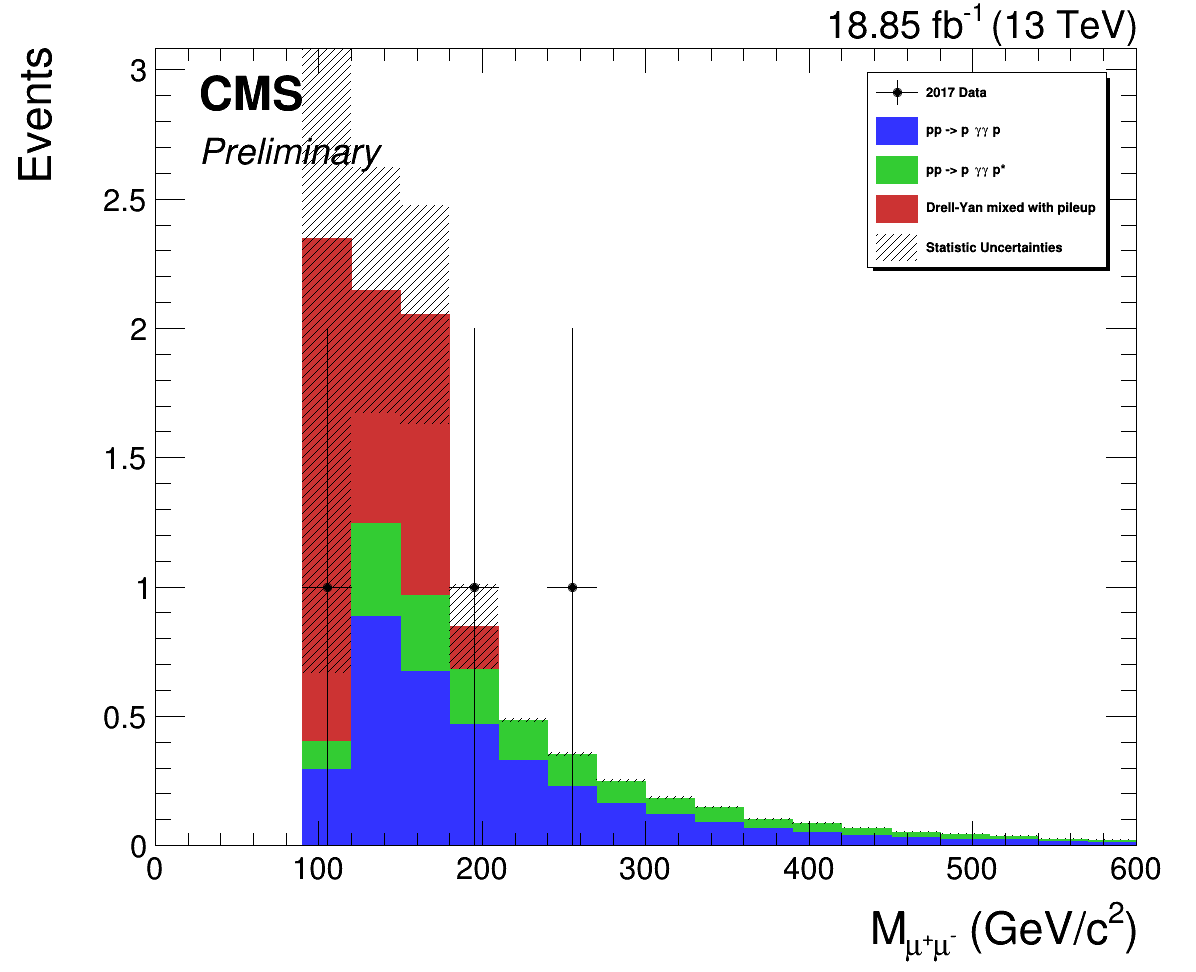 18.85 fb⁻¹ (13 TeV)
Events
CMS
Preliminary
2017 Data
pp -> p γγ p
pp -> p γγ p*
Drell-Yan mixed with pileup
Statistic Uncertainties
3
2.5
2
1.5
1
0.5
0
0 100 200 300 400 500 600
M_μ⁺μ⁻ (GeV/c²)